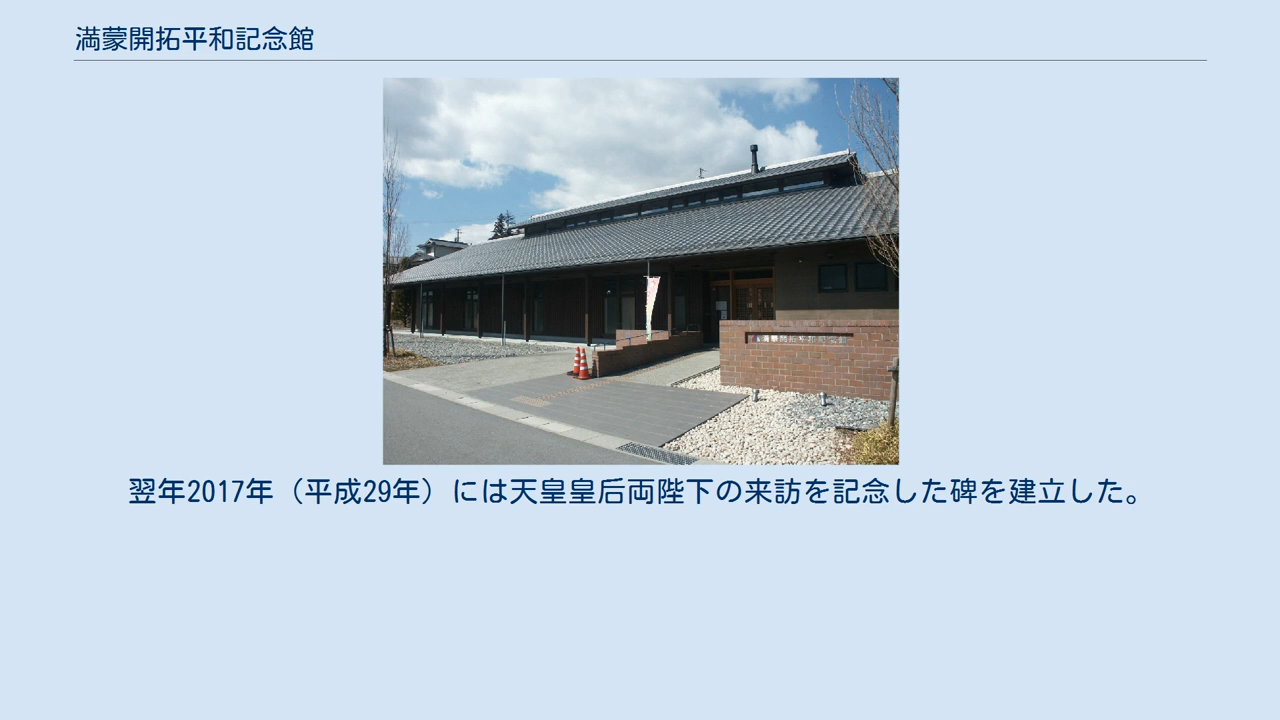 満蒙開拓平和記念館
翌年2017年（平成29年）には天皇皇后両陛下の来訪を記念した碑を建立した。